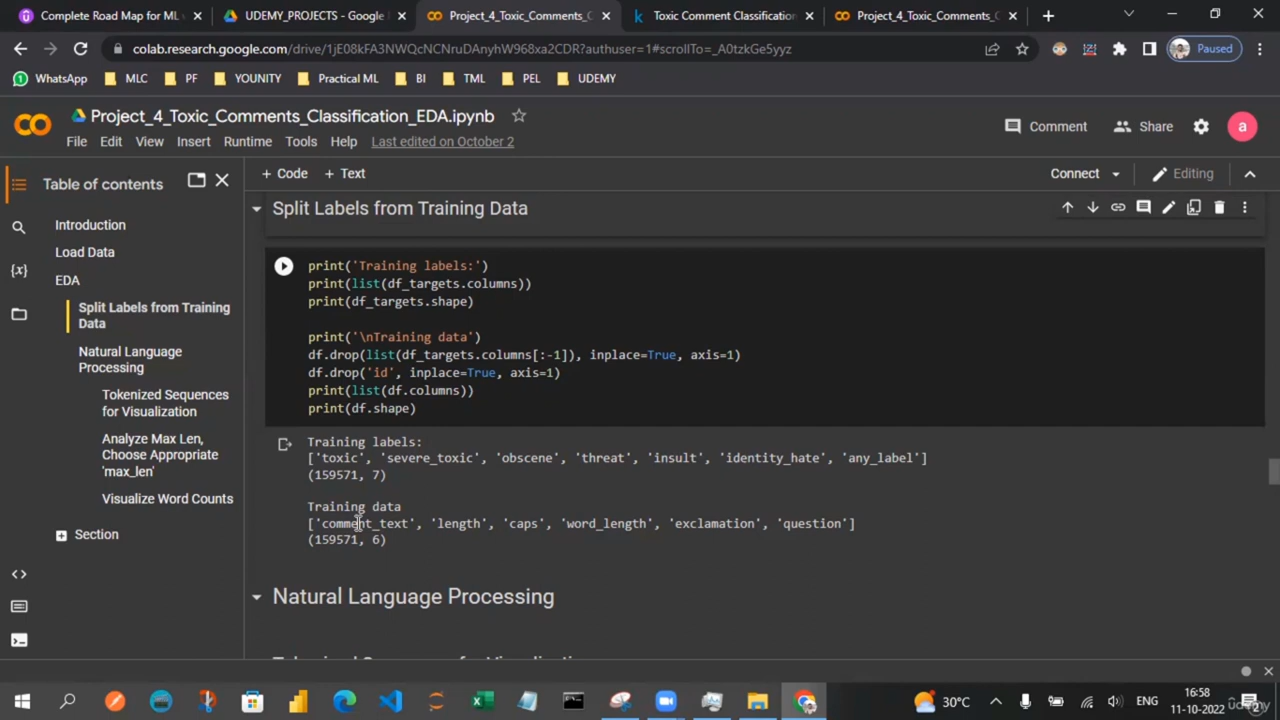 Complete Road Map for ML
UDEMY_PROJECTS - Google
Project_4_Toxic_Comments_C
Toxic Comment Classification
Project_4_Toxic_Comments_C
colab.research.google.com/drive/1jE08kFA3NWQcNCNruDAnyhW968xa2CDR?authuser=1#scrollTo=_A0tzkGe5yyz
Paused
WhatsApp MLC PF YOUNITY Practical ML BI TML PEL UDEMY
Project_4_Toxic_Comments_Classification_EDA.ipynb
Comment Share a
File Edit View Insert Runtime Tools Help Last edited on October 2
Table of contents
+ Code + Text
Connect Editing
Introduction
Load Data
EDA
Split Labels from Training
Data
Natural Language
Processing
Tokenized Sequences
for Visualization
Analyze Max Len,
Choose Appropriate
'max_len'
Visualize Word Counts
Section
Split Labels from Training Data
print('Training labels:')
print(list(df_targets.columns))
print(df_targets.shape)
print('\nTraining data')
df.drop(list(df_targets.columns[:-1]), inplace=True, axis=1)
df.drop('id', inplace=True, axis=1)
print(list(df.columns))
print(df.shape)
Training labels:
['toxic', 'severe_toxic', 'obscene', 'threat', 'insult', 'identity_hate', 'any_label']
(159571, 7)
Training data
['comment_text', 'length', 'caps', 'word_length', 'exclamation', 'question']
(159571, 6)
Natural Language Processing
30°C
ENG
16:58
11-10-2022